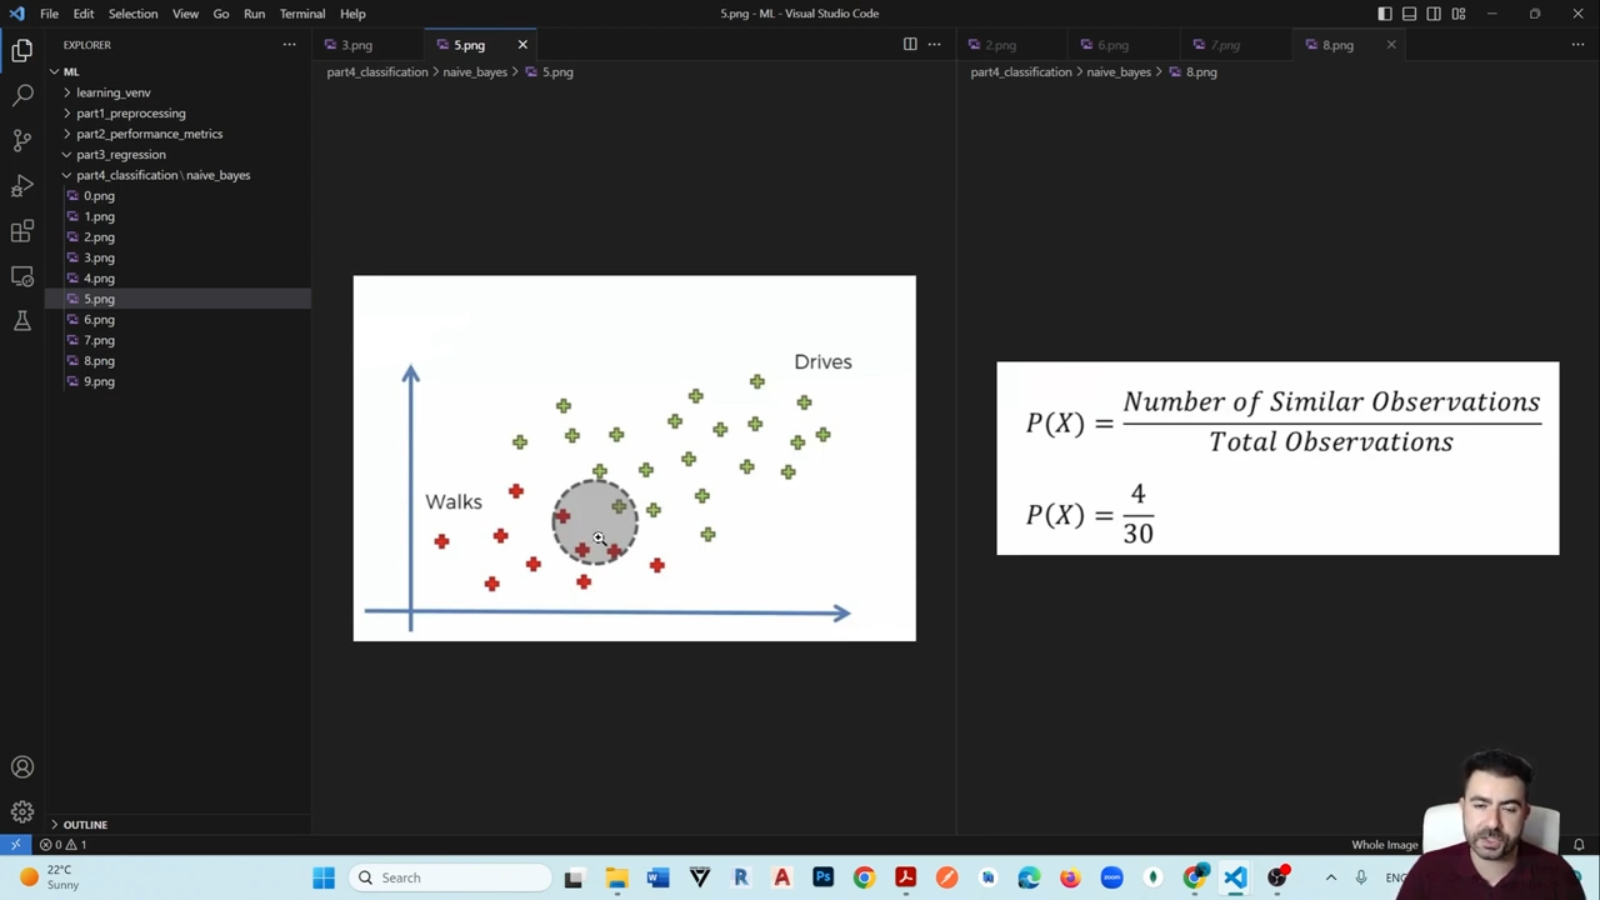 File Edit Selection View Go Run Terminal Help
5.png - ML - Visual Studio Code
EXPLORER
ML
learning_venv
part1_preprocessing
part2_performance_metrics
part3_regression
part4_classification \ naive_bayes
0.png
1.png
2.png
3.png
4.png
5.png
6.png
7.png
8.png
9.png
OUTLINE
3.png
5.png
part4_classification > naive_bayes > 5.png
Drives
Walks
2.png
6.png
7.png
8.png
part4_classification > naive_bayes > 8.png
P(X) = Number of Similar Observations
Total Observations
P(X) = 4
30
0 1
Whole Image
22°C
Sunny
Search
Ps
zoom
ENG